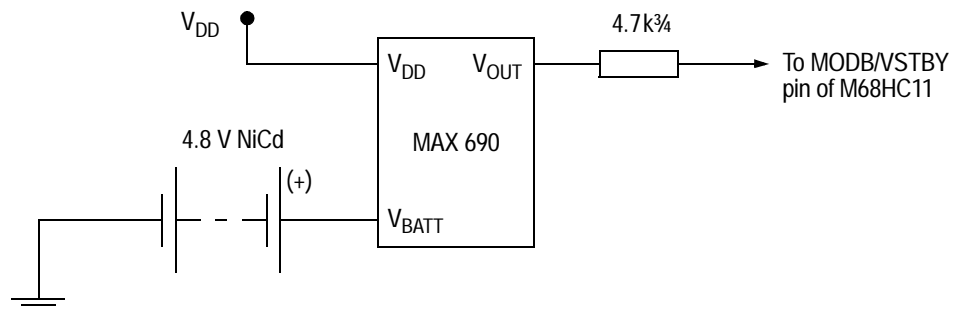 V_DD
4.7k¾
V_DD V_OUT
To MODB/VSTBY
pin of M68HC11
4.8 V NiCd
MAX 690
(+)
V_BATT